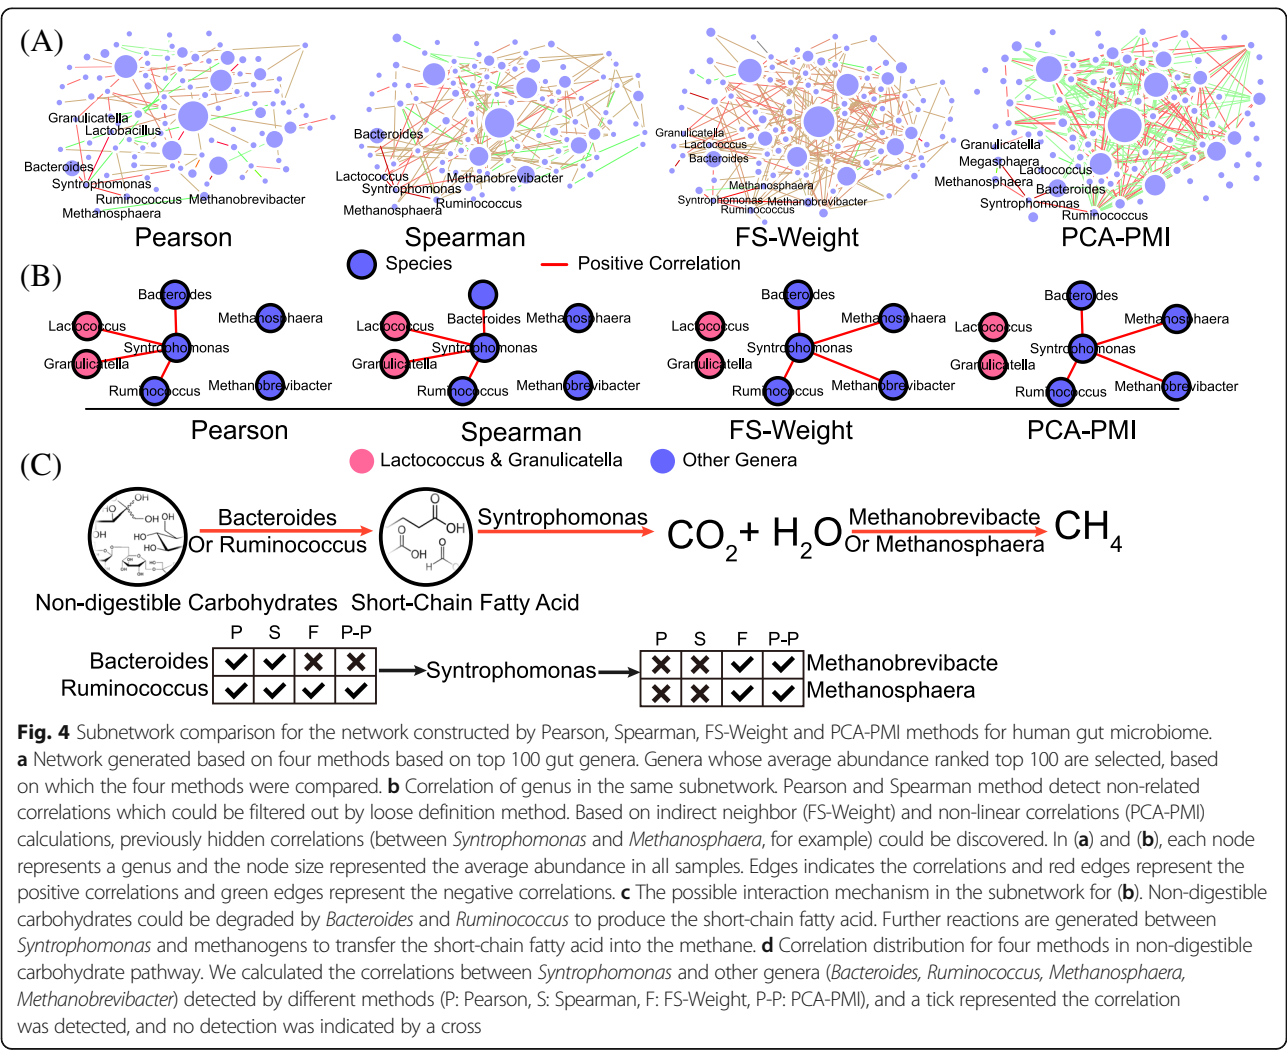 (A)
Granulicatella
Lactobacillus
Bacteroides
Syntrophomonas
Ruminococcus
Methanobrevibacter
Methanosphaera
Pearson
Bacteroides
Lactococcus
Methanobrevibacter
Syntrophomonas
Ruminococcus
Methanosphaera
Spearman
Granulicatella
Lactococcus
Bacteroides
Methanosphaera
Syntrophomonas
Methanobrevibacter
Ruminococcus
FS-Weight
Granulicatella
Megasphaera
Lactococcus
Methanosphaera
Bacteroides
Syntrophomonas
Ruminococcus
PCA-PMI
Species
Positive Correlation
(B)
Bacteroides
Lactococcus
Methanosphaera
Syntrophomonas
Granulicatella
Ruminococcus
Methanobrevibacter
Pearson
Bacteroides
Lactococcus
Methanosphaera
Syntrophomonas
Granulicatella
Ruminococcus
Methanobrevibacter
Spearman
Bacteroides
Lactococcus
Methanosphaera
Syntrophomonas
Granulicatella
Ruminococcus
Methanobrevibacter
FS-Weight
Bacteroides
Lactococcus
Methanosphaera
Syntrophomonas
Granulicatella
Ruminococcus
Methanobrevibacter
PCA-PMI
Lactococcus & Granulicatella
Other Genera
(C)
Bacteroides
Or Ruminococcus
Syntrophomonas
CO2+ H2O
Methanobrevibacte
Or Methanosphaera
CH4
Non-digestible Carbohydrates
Short-Chain Fatty Acid
P S F P-P
Bacteroides
Ruminococcus
Syntrophomonas
P S F P-P
Methanobrevibacte
Methanosphaera
Fig. 4 Subnetwork comparison for the network constructed by Pearson, Spearman, FS-Weight and PCA-PMI methods for human gut microbiome.
a Network generated based on four methods based on top 100 gut genera. Genera whose average abundance ranked top 100 are selected, based
on which the four methods were compared. b Correlation of genus in the same subnetwork. Pearson and Spearman method detect non-related
correlations which could be filtered out by loose definition method. Based on indirect neighbor (FS-Weight) and non-linear correlations (PCA-PMI)
calculations, previously hidden correlations (between Syntrophomonas and Methanosphaera, for example) could be discovered. In (a) and (b), each node
represents a genus and the node size represented the average abundance in all samples. Edges indicates the correlations and red edges represent the
positive correlations and green edges represent the negative correlations. c The possible interaction mechanism in the subnetwork for (b). Non-digestible
carbohydrates could be degraded by Bacteroides and Ruminococcus to produce the short-chain fatty acid. Further reactions are generated between
Syntrophomonas and methanogens to transfer the short-chain fatty acid into the methane. d Correlation distribution for four methods in non-digestible
carbohydrate pathway. We calculated the correlations between Syntrophomonas and other genera (Bacteroides, Ruminococcus, Methanosphaera,
Methanobrevibacter) detected by different methods (P: Pearson, S: Spearman, F: FS-Weight, P-P: PCA-PMI), and a tick represented the correlation
was detected, and no detection was indicated by a cross